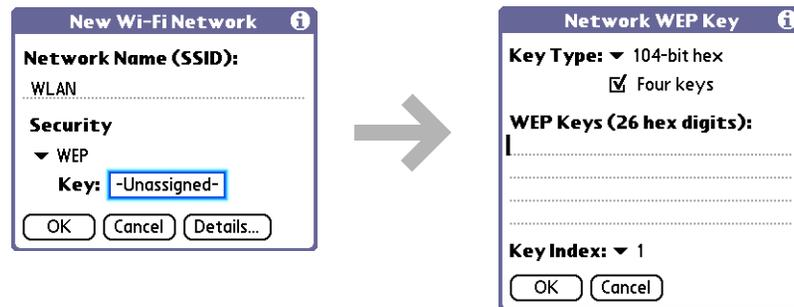 New Wi-Fi Network
Network Name (SSID):
WLAN
Security
WEP
Key: -Unassigned-
OK Cancel Details...
Network WEP Key
Key Type: 104-bit hex
Four keys
WEP Keys (26 hex digits):
Key Index: 1
OK Cancel